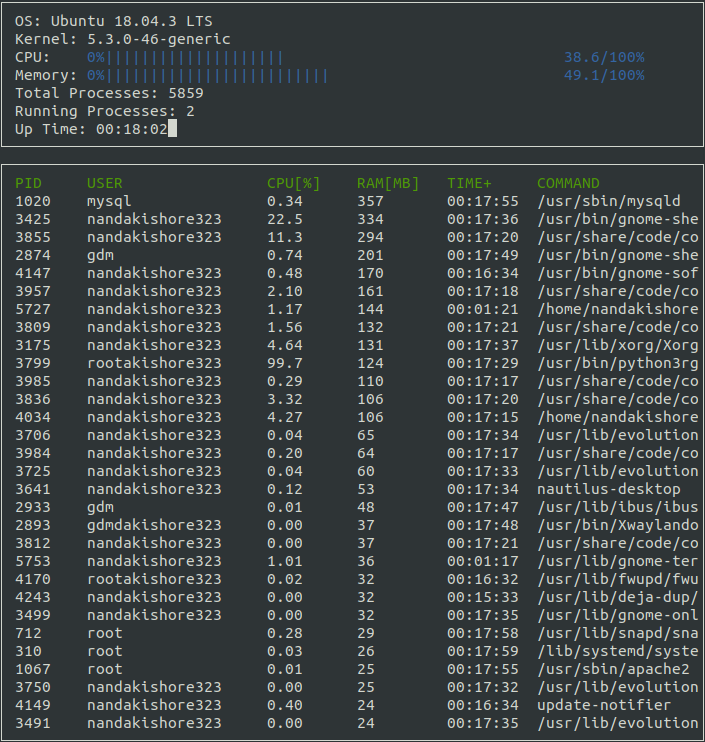 OS: Ubuntu 18.04.3 LTS
Kernel: 5.3.0-46-generic
CPU: 0%|||||||||||||||||||| 38.6/100%
Memory: 0%||||||||||||||||||||||||| 49.1/100%
Total Processes: 5859
Running Processes: 2
Up Time: 00:18:02
PID USER CPU[%] RAM[MB] TIME+ COMMAND
1020 mysql 0.34 357 00:17:55 /usr/sbin/mysqld
3425 nandakishore323 22.5 334 00:17:36 /usr/bin/gnome-she
3855 nandakishore323 11.3 294 00:17:20 /usr/share/code/co
2874 gdm 0.74 201 00:17:49 /usr/bin/gnome-she
4147 nandakishore323 0.48 170 00:16:34 /usr/bin/gnome-sof
3957 nandakishore323 2.10 161 00:17:18 /usr/share/code/co
5727 nandakishore323 1.17 144 00:01:21 /home/nandakishore
3809 nandakishore323 1.56 132 00:17:21 /usr/share/code/co
3175 nandakishore323 4.64 131 00:17:37 /usr/lib/xorg/Xorg
3799 rootakishore323 99.7 124 00:17:29 /usr/bin/python3rg
3985 nandakishore323 0.29 110 00:17:17 /usr/share/code/co
3836 nandakishore323 3.32 106 00:17:20 /usr/share/code/co
4034 nandakishore323 4.27 106 00:17:15 /home/nandakishore
3706 nandakishore323 0.04 65 00:17:34 /usr/lib/evolution
3984 nandakishore323 0.20 64 00:17:17 /usr/share/code/co
3725 nandakishore323 0.04 60 00:17:33 /usr/lib/evolution
3641 nandakishore323 0.12 53 00:17:34 nautilus-desktop
2933 gdm 0.01 48 00:17:47 /usr/lib/ibus/ibus
2893 gdmdakishore323 0.00 37 00:17:48 /usr/bin/Xwaylando
3812 nandakishore323 0.00 37 00:17:21 /usr/share/code/co
5753 nandakishore323 1.01 36 00:01:17 /usr/lib/gnome-ter
4170 rootakishore323 0.02 32 00:16:32 /usr/lib/fwupd/fwu
4243 nandakishore323 0.00 32 00:15:33 /usr/lib/deja-dup/
3499 nandakishore323 0.00 32 00:17:35 /usr/lib/gnome-onl
712 root 0.28 29 00:17:58 /usr/lib/snapd/sna
310 root 0.03 26 00:17:59 /lib/systemd/syste
1067 root 0.01 25 00:17:55 /usr/sbin/apache2
3750 nandakishore323 0.00 25 00:17:32 /usr/lib/evolution
4149 nandakishore323 0.40 24 00:16:34 update-notifier
3491 nandakishore323 0.00 24 00:17:35 /usr/lib/evolution